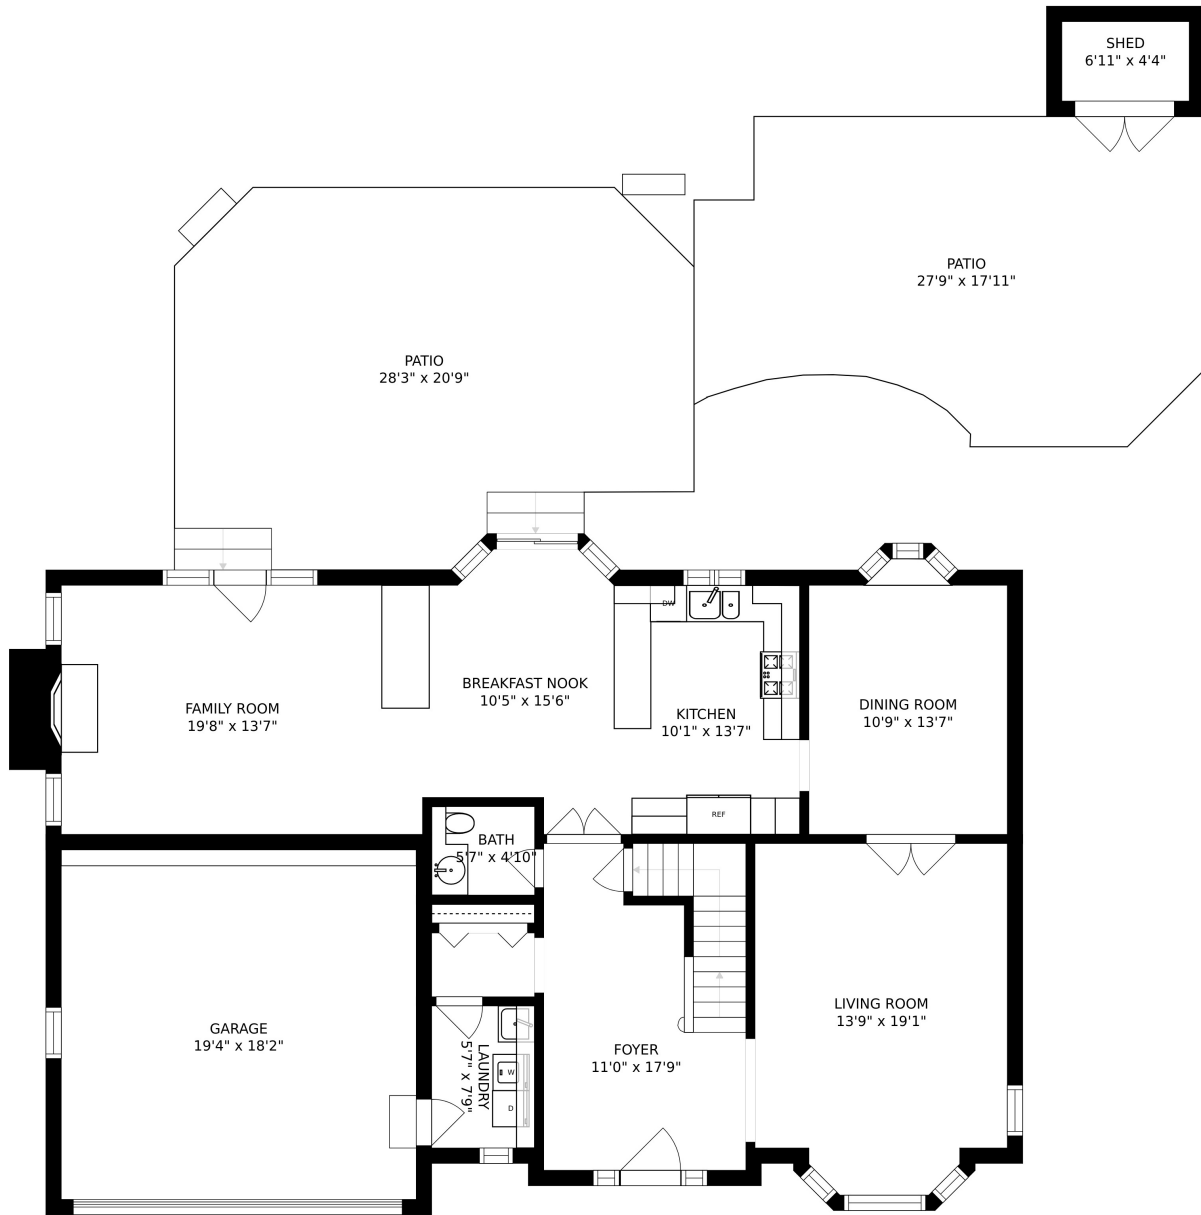 SHED
6'11" x 4'4"
PATIO
27'9" x 17'11"
PATIO
28'3" x 20'9"
DW
BREAKFAST NOOK
10'5" x 15'6"
FAMILY ROOM
19'8" x 13'7"
KITCHEN
10'1" x 13'7"
DINING ROOM
10'9" x 13'7"
REF
BATH
5'7" x 4'10"
LIVING ROOM
13'9" x 19'1"
GARAGE
19'4" x 18'2"
FOYER
11'0" x 17'9"
LAUNDRY
5'7" x 7'9"
W
D